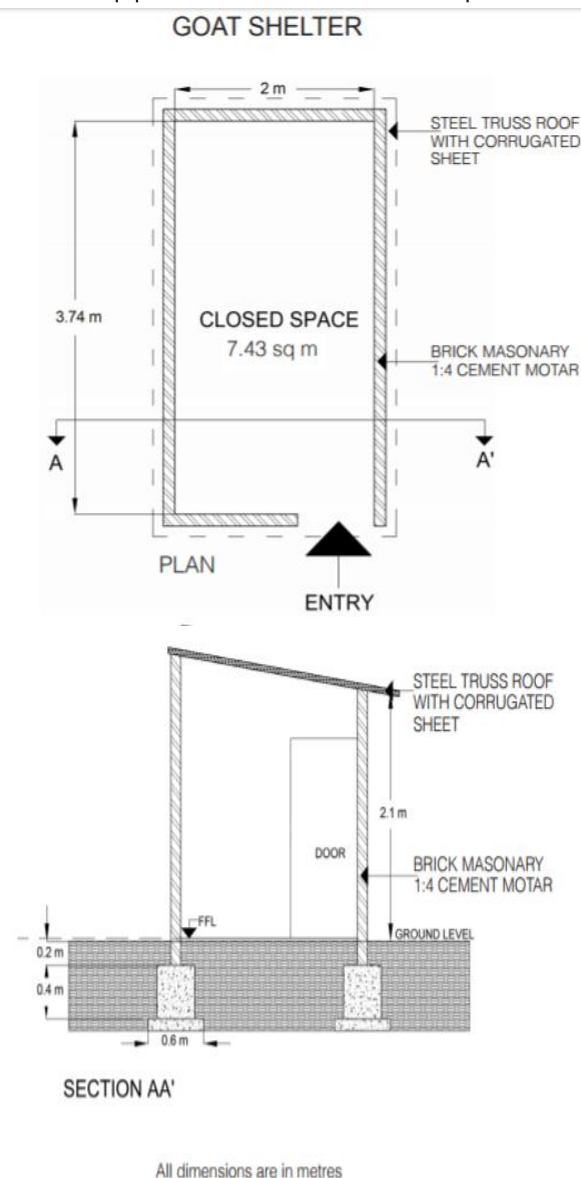 GOAT SHELTER
2 m
STEEL TRUSS ROOF
WITH CORRUGATED
SHEET
3.74 m
CLOSED SPACE
7.43 sq m
BRICK MASONARY
1:4 CEMENT MOTAR
A
A'
PLAN
ENTRY
STEEL TRUSS ROOF
WITH CORRUGATED
SHEET
2.1 m
DOOR
BRICK MASONARY
1:4 CEMENT MOTAR
FFL
GROUND LEVEL
0.2 m
0.4 m
0.6 m
SECTION AA'
All dimensions are in metres